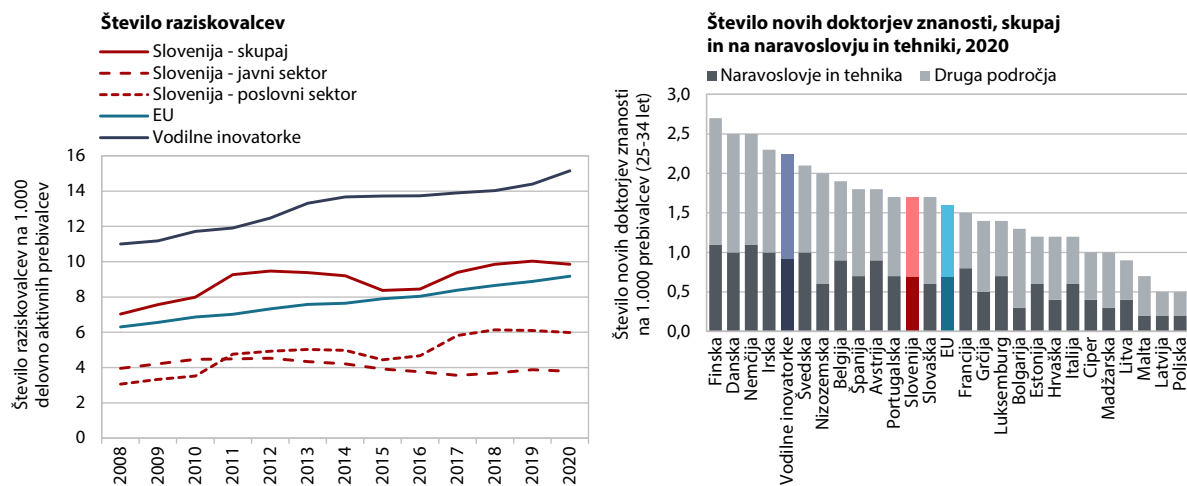 Število raziskovalcev
Slovenija - skupaj
Slovenija - javni sektor
Slovenija - poslovni sektor
EU
Vodilne inovatorke
Število raziskovalcev na 1.000
delovno aktivnih prebivalcev
16
14
12
10
8
6
4
2
0
2008
2009
2010
2011
2012
2013
2014
2015
2016
2017
2018
2019
2020
Število novih doktorjev znanosti, skupaj
in na naravoslovju in tehniki, 2020
Naravoslovje in tehnika
Druga področja
Število novih doktorjev znanosti
na 1.000 prebivalcev (25-34 let)
3,0
2,5
2,0
1,5
1,0
0,5
0,0
Finska
Danska
Nemčija
Irska
Vodilne inovatorke
Švedska
Nizozemska
Belgija
Španija
Avstrija
Portugalska
Slovenija
Slovaška
EU
Francija
Grčija
Luksemburg
Bolgarija
Estonija
Hrvaška
Italija
Ciper
Madžarska
Litva
Malta
Latvija
Poljska